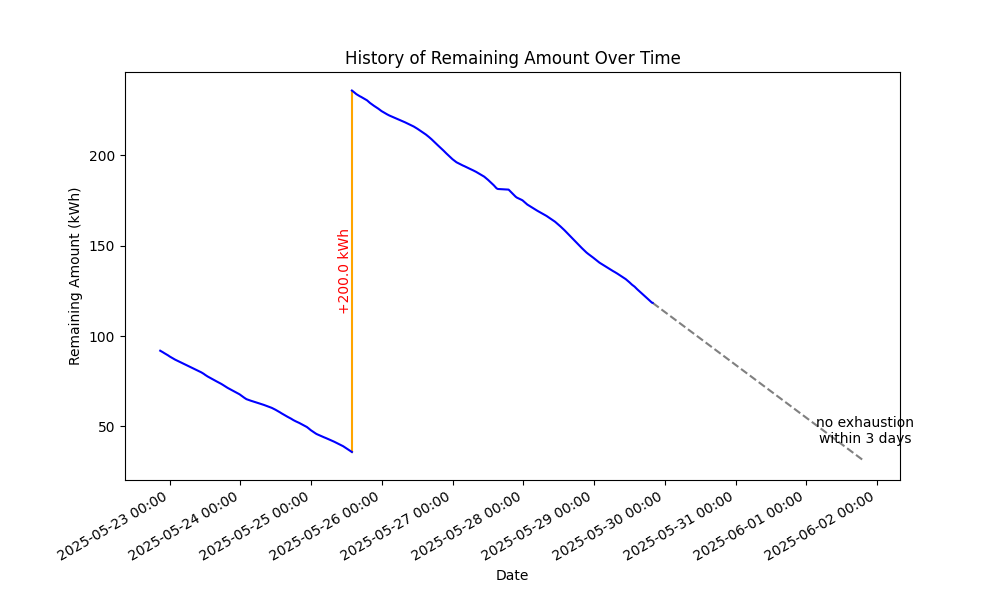 History of Remaining Amount Over Time
Remaining Amount (kWh)
200
150
100
50
+200.0 kWh
no exhaustion
within 3 days
2025-05-23 00:00
2025-05-24 00:00
2025-05-25 00:00
2025-05-26 00:00
2025-05-27 00:00
2025-05-28 00:00
2025-05-29 00:00
2025-05-30 00:00
2025-05-31 00:00
2025-06-01 00:00
2025-06-02 00:00
Date